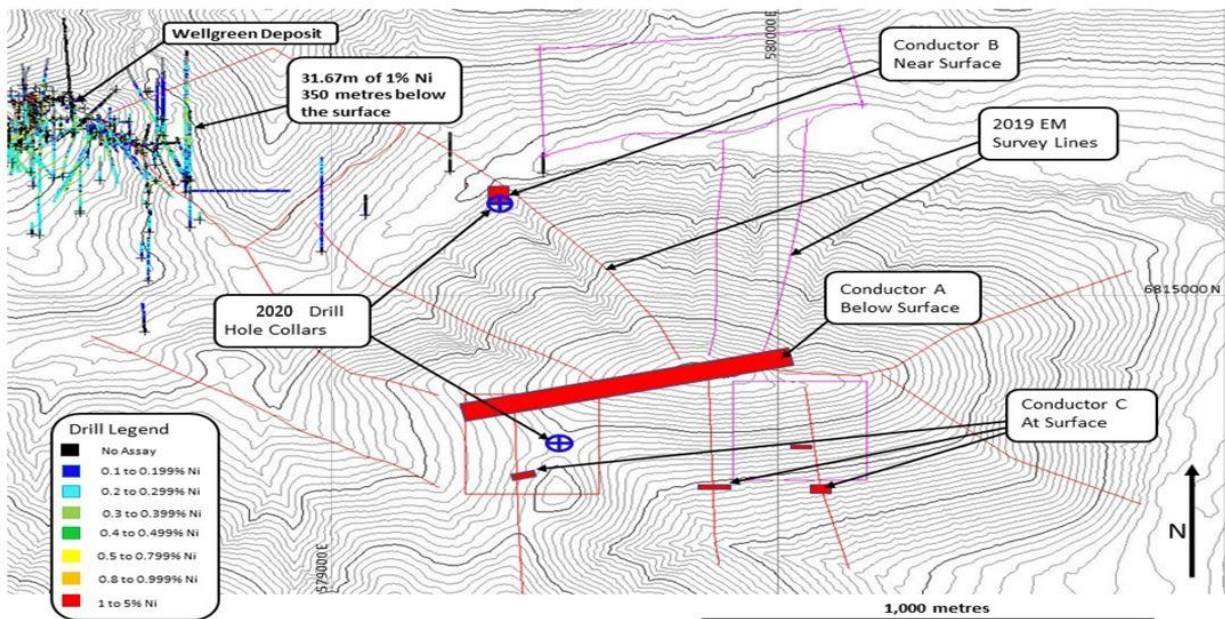 Wellgreen Deposit
31.67m of 1% Ni
350 metres below
the surface
580000 E
Conductor B
Near Surface
2019 EM
Survey Lines
2020 Drill
Hole Collars
Conductor A
Below Surface
6815000 N
Conductor C
At Surface
Drill Legend
No Assay
0.1 to 0.199% Ni
0.2 to 0.299% Ni
0.3 to 0.399% Ni
0.4 to 0.499% Ni
0.5 to 0.799% Ni
0.8 to 0.999% Ni
1 to 5% Ni
579000 E
N
1,000 metres